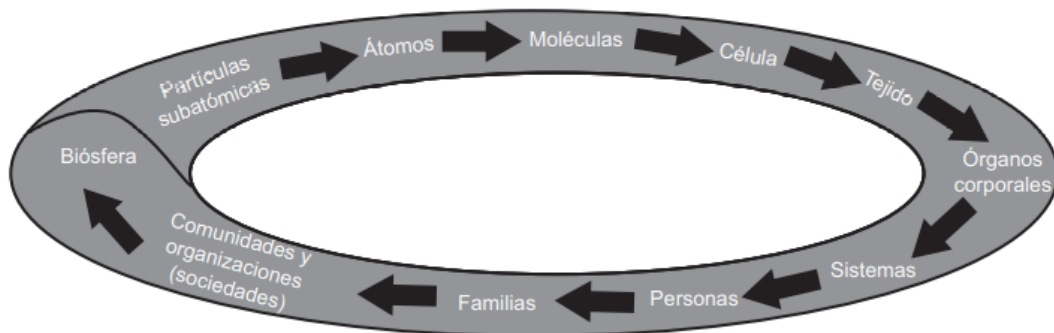 Partículas
subatómicas
Átomos
Moléculas
Célula
Tejido
Órganos
corporales
Sistemas
Personas
Familias
Comunidades y
organizaciones
(sociedades)
Biósfera